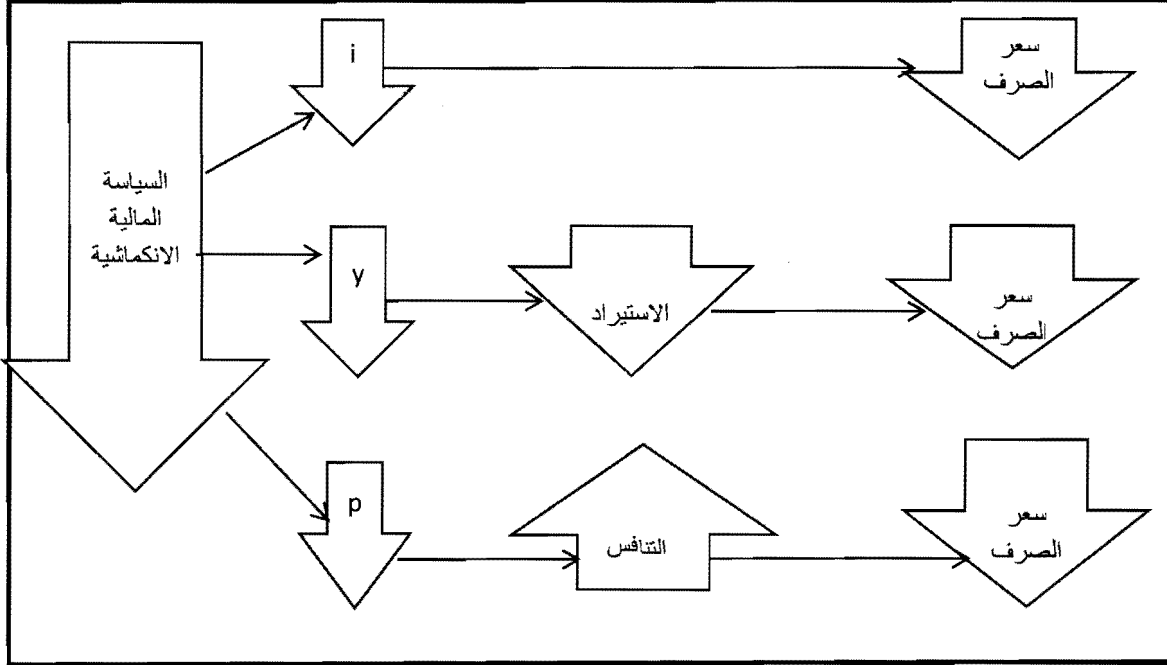 i
سعر
الصرف
السياسة
المالية
الانكماشية
y
الاستيراد
سعر
الصرف
p
التنافس
سعر
الصرف